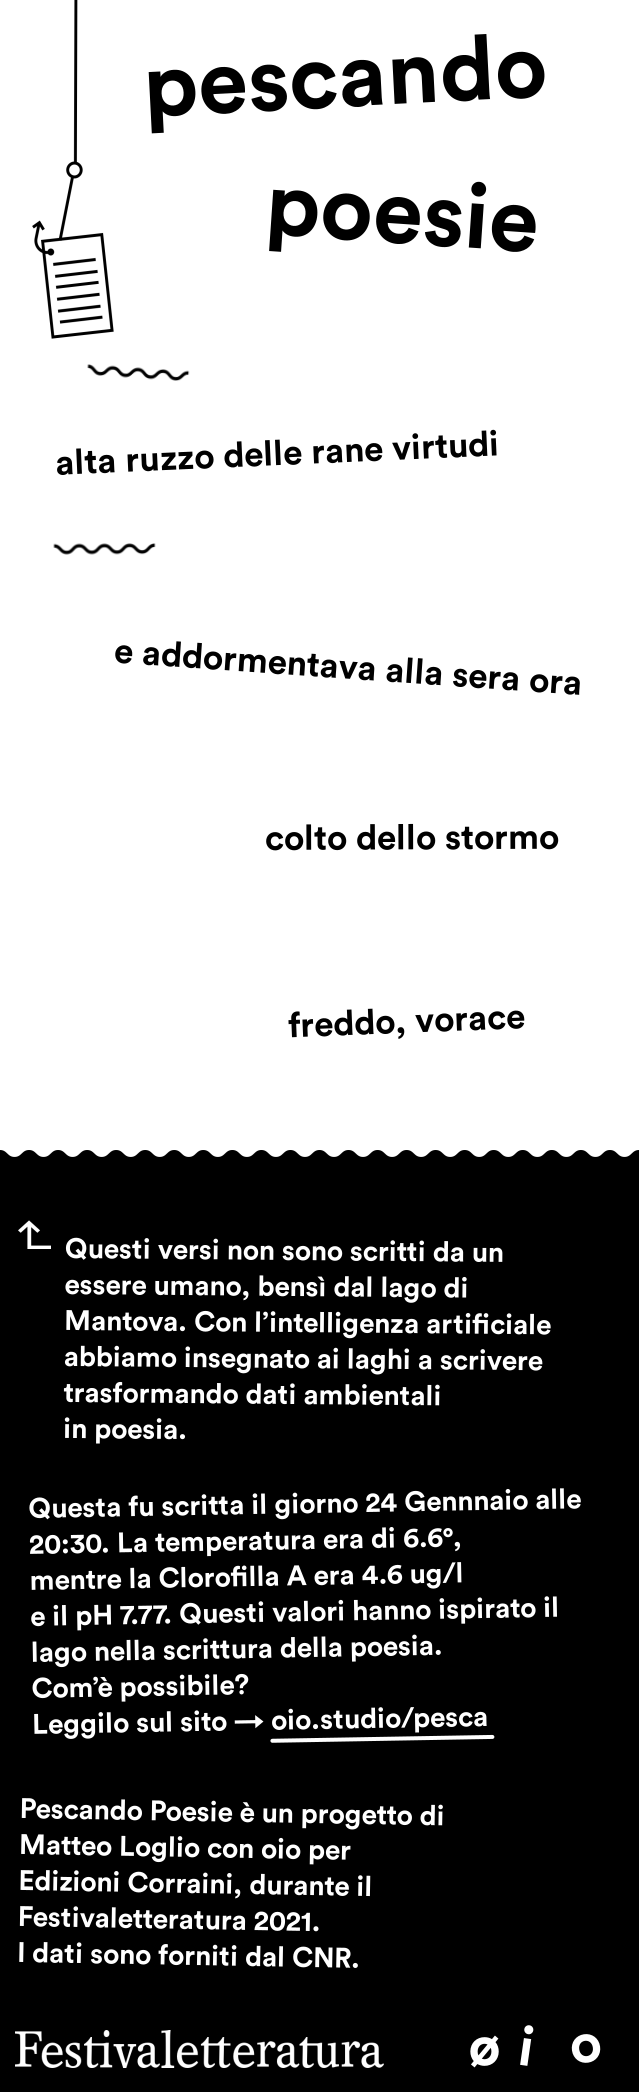 pescando
poesie
alta ruzzo delle rane virtudi
e addormentava alla sera ora
colto dello stormo
freddo, vorace
Questi versi non sono scritti da un
essere umano, bensì dal lago di
Mantova. Con l'intelligenza artificiale
abbiamo insegnato ai laghi a scrivere
trasformando dati ambientali
in poesia.
Questa fu scritta il giorno 24 Gennnaio alle
20:30. La temperatura era di 6.6°,
mentre la Clorofilla A era 4.6 ug/l
e il pH 7.77. Questi valori hanno ispirato il
lago nella scrittura della poesia.
Com'è possibile?
Leggilo sul sito → oio.studio/pesca
Pescando Poesie è un progetto di
Matteo Loglio con oio per
Edizioni Corraini, durante il
Festivaletteratura 2021.
I dati sono forniti dal CNR.
Festivaletteratura øio